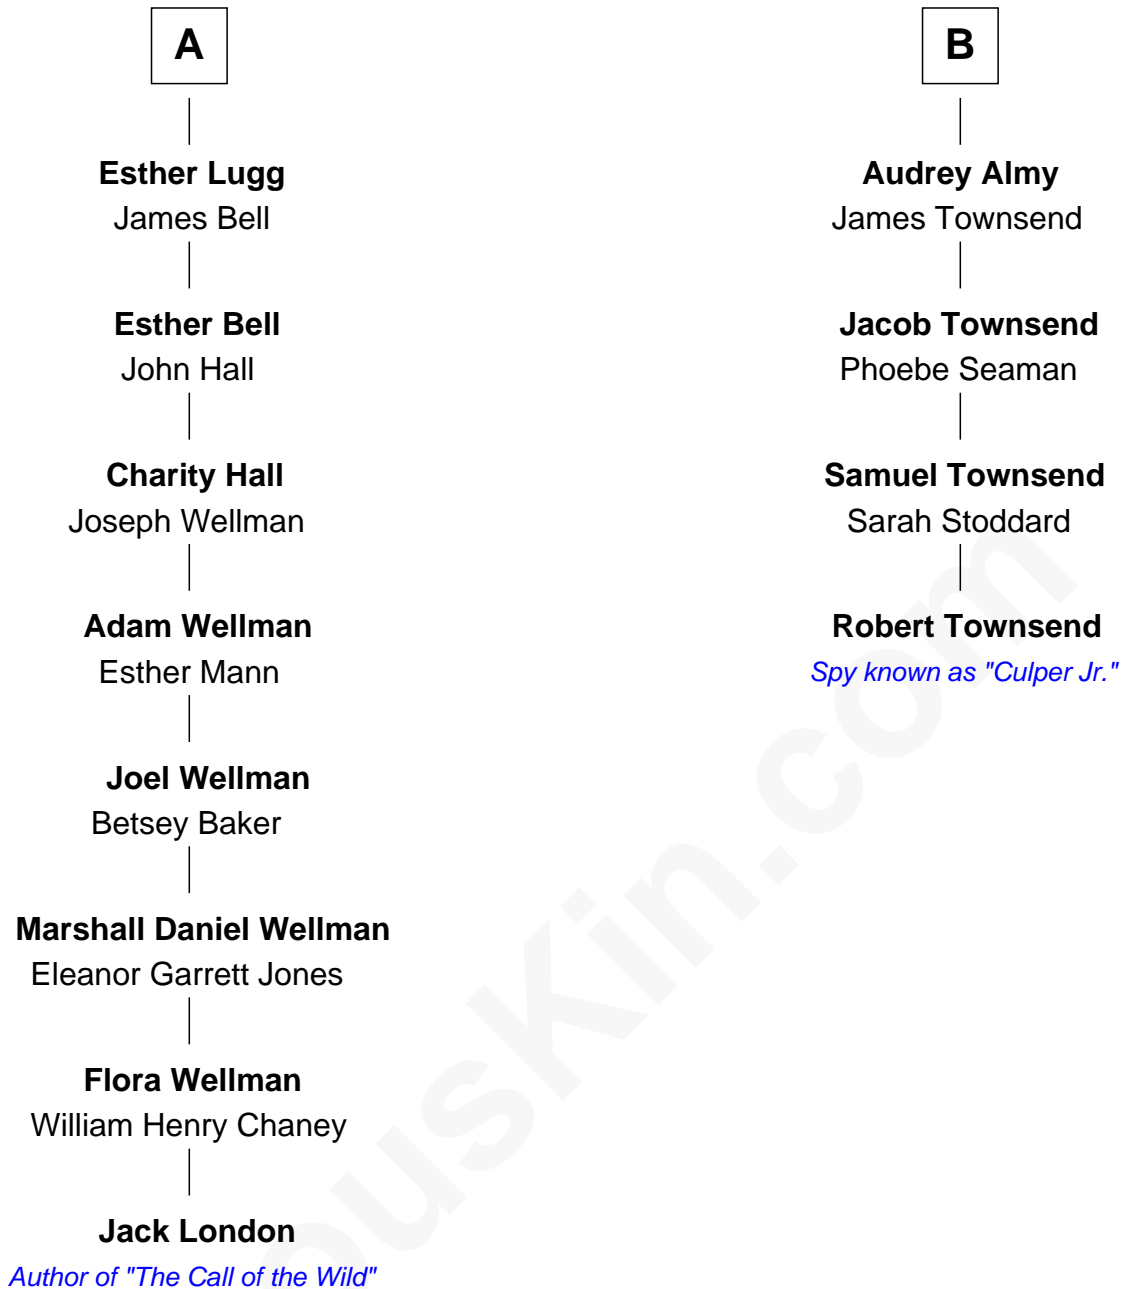 A
Esther Lugg
James Bell
Esther Bell
John Hall
Charity Hall
Joseph Wellman
Adam Wellman
Esther Mann
Joel Wellman
Betsey Baker
Marshall Daniel Wellman
Eleanor Garrett Jones
Flora Wellman
William Henry Chaney
Jack London
Author of "The Call of the Wild"
B
Audrey Almy
James Townsend
Jacob Townsend
Phoebe Seaman
Samuel Townsend
Sarah Stoddard
Robert Townsend
Spy known as "Culper Jr."
ousKin.com